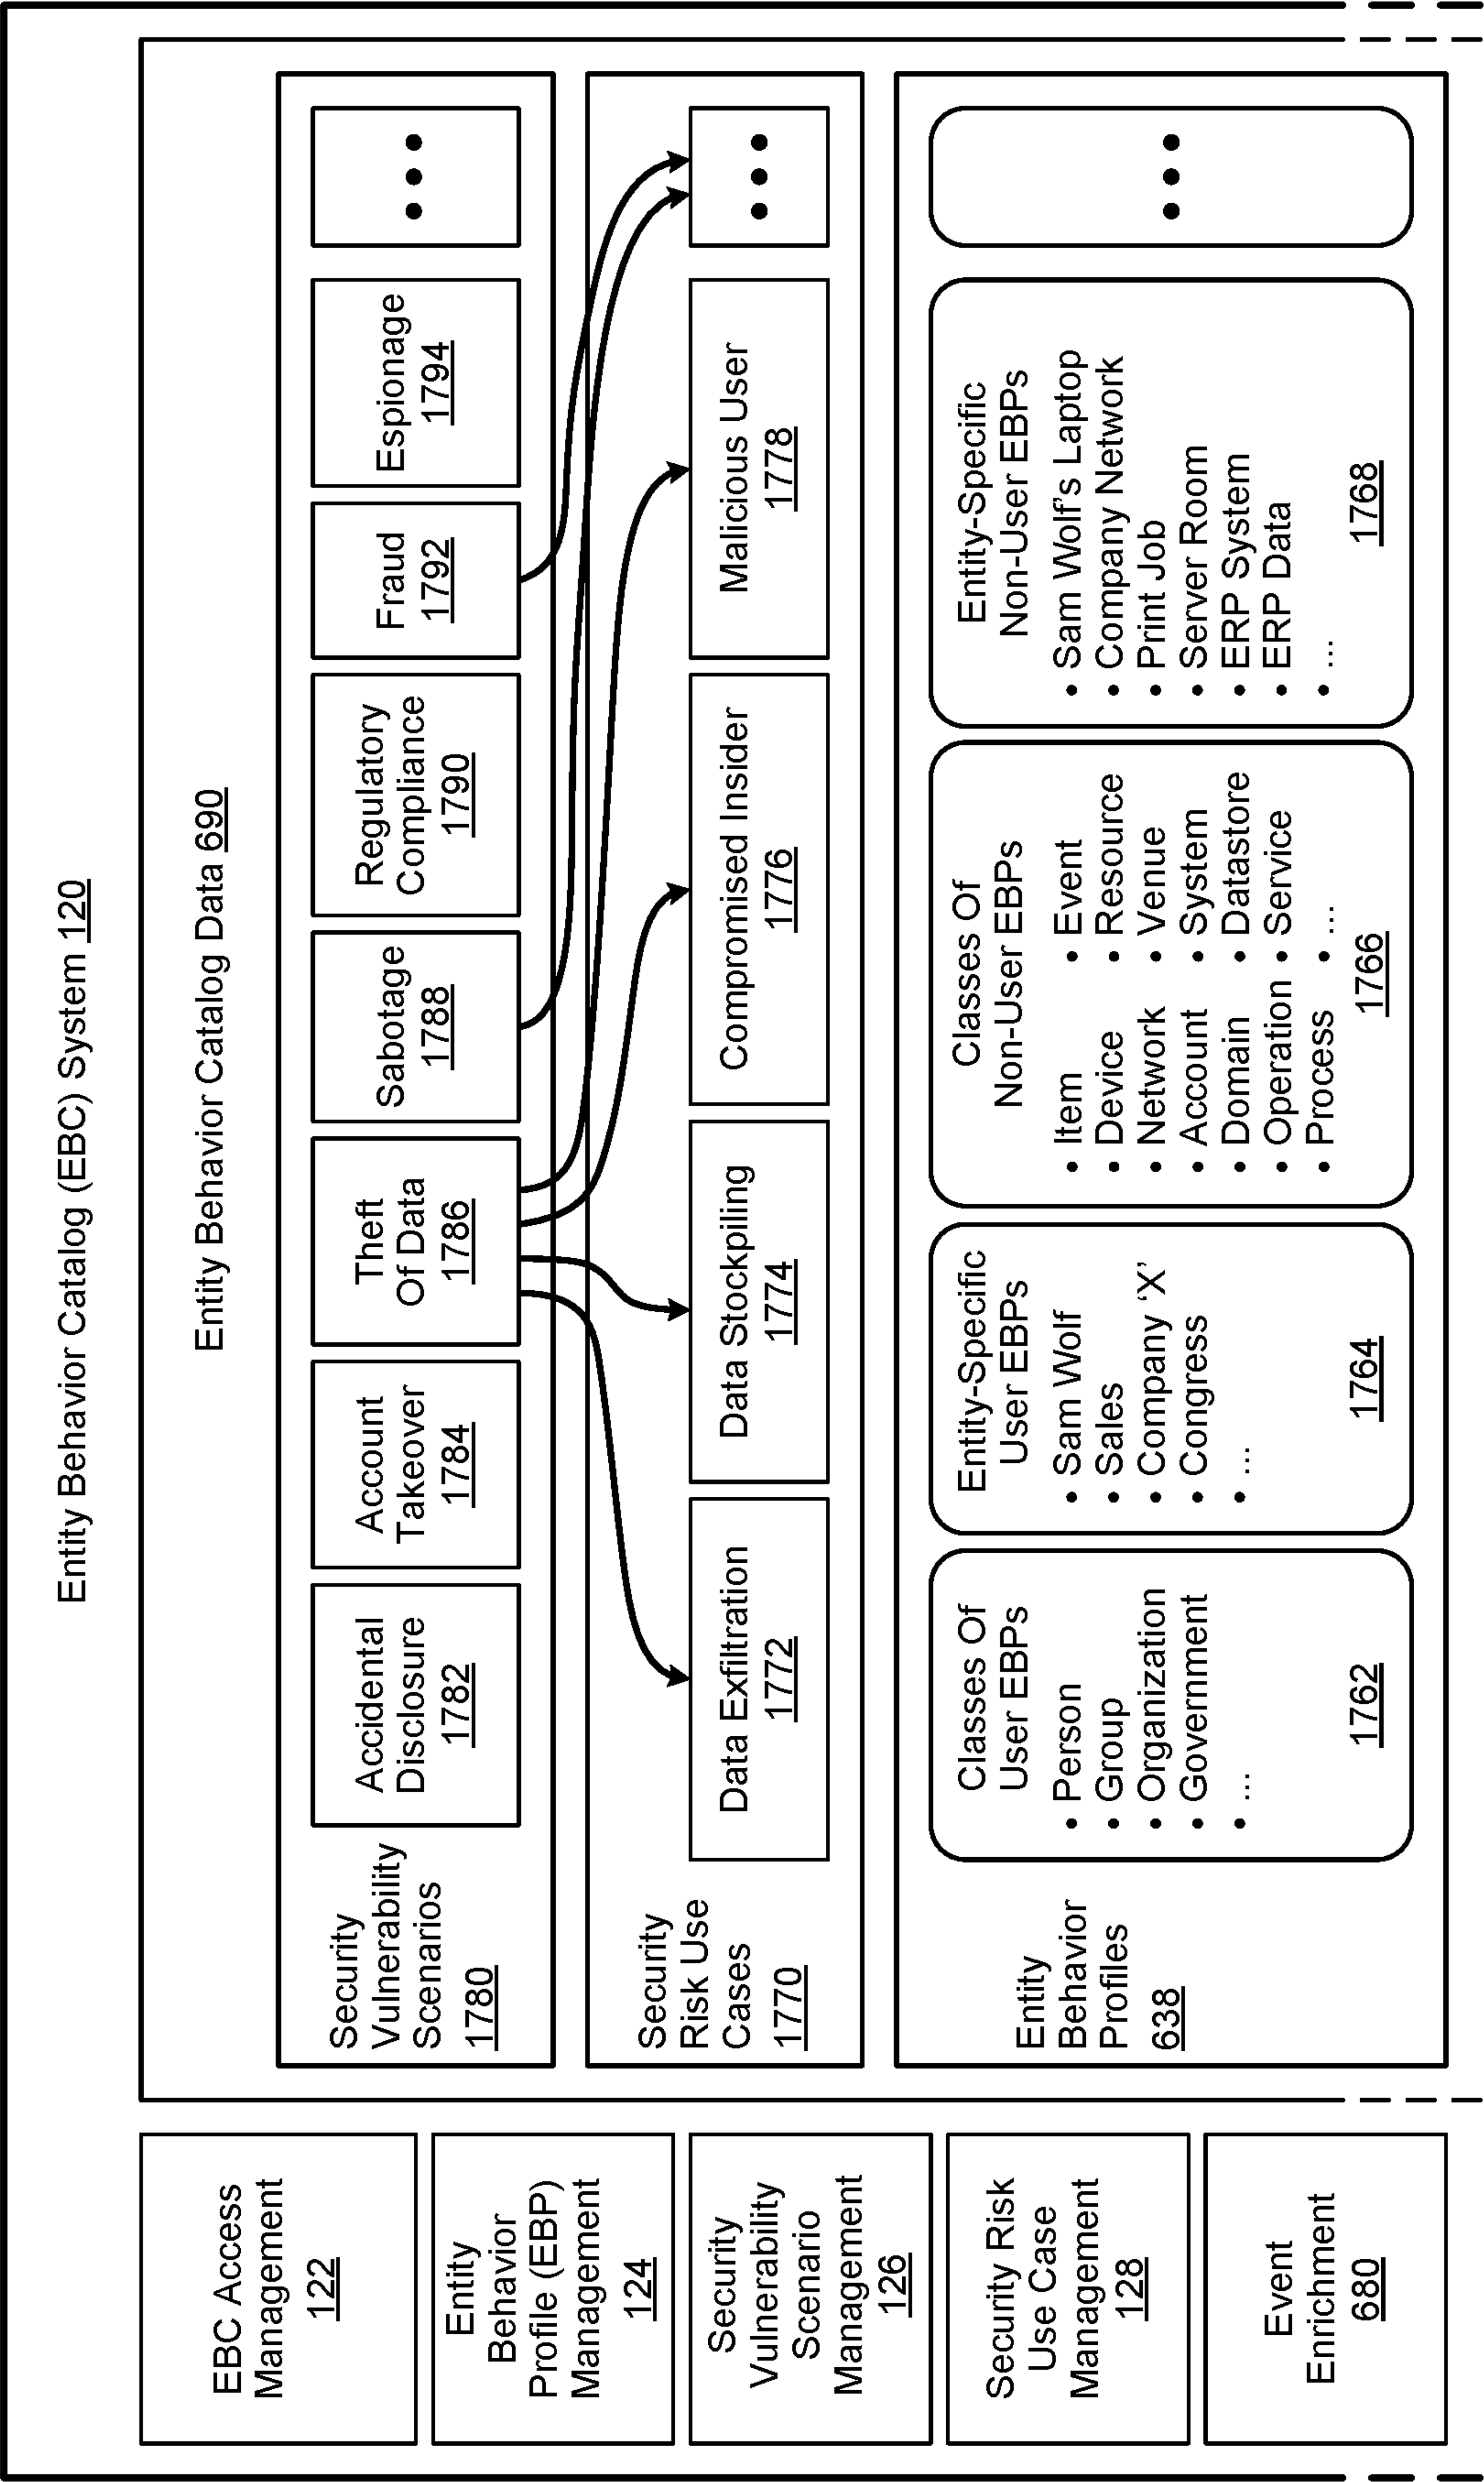 Entity Behavior Catalog (EBC) System 120
EBC Access
Management
122
Entity
Behavior
Profile (EBP)
Management
124
Security
Vulnerability
Scenario
Management
126
Security Risk
Use Case
Management
128
Event
Enrichment
680
Entity Behavior Catalog Data 690
Security
Vulnerability
Scenarios
1780
Accidental
Disclosure
1782
Account
Takeover
1784
Theft
Of Data
1786
Sabotage
1788
Regulatory
Compliance
1790
Fraud
1792
Espionage
1794
•••
Security
Risk Use
Cases
1770
Data Exfiltration
1772
Data Stockpiling
1774
Compromised Insider
1776
Malicious User
1778
•••
Entity
Behavior
Profiles
638
Classes Of
User EBPs
• Person
• Group
• Organization
• Government
• ...
1762
Entity-Specific
User EBPs
• Sam Wolf
• Sales
• Company ‘X’
• Congress
• ...
1764
Classes Of
Non-User EBPs
• Item • Event
• Device • Resource
• Network • Venue
• Account • System
• Domain • Datastore
• Operation • Service
• Process • ...
1766
Entity-Specific
Non-User EBPs
• Sam Wolf’s Laptop
• Company Network
• Print Job
• Server Room
• ERP System
• ERP Data
• ...
1768
•••